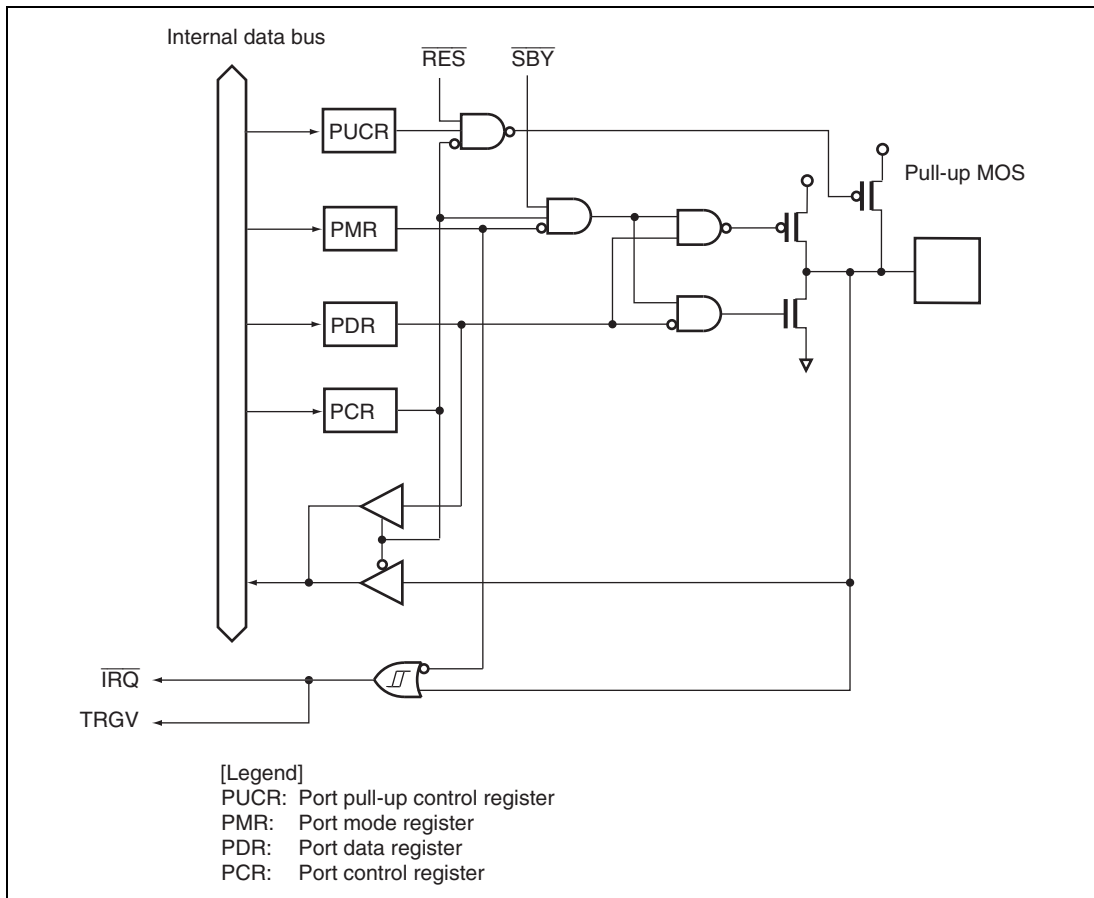 Internal data bus
RES
SBY
PUCR
Pull-up MOS
PMR
PDR
PCR
IRQ
TRGV
[Legend]
PUCR: Port pull-up control register
PMR: Port mode register
PDR: Port data register
PCR: Port control register